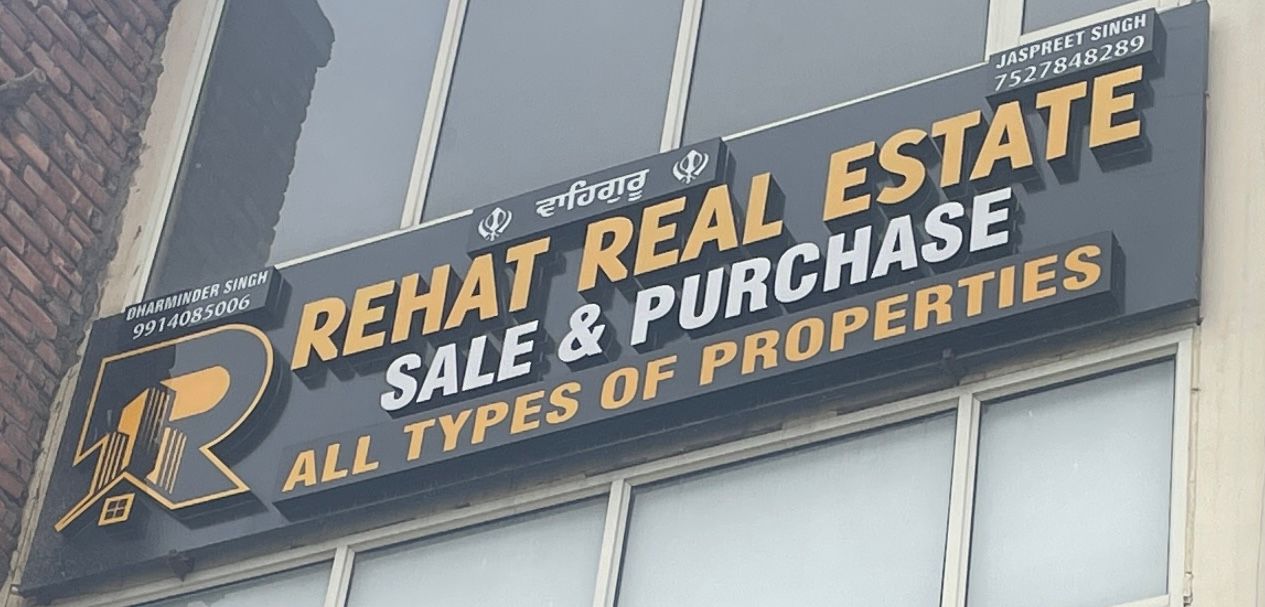 JASPREET SINGH
7527848289
ਵਾਹਿਗੁਰੂ
DHARMINDER SINGH
9914085006
REHAT REAL ESTATE
SALE & PURCHASE
ALL TYPES OF PROPERTIES
R